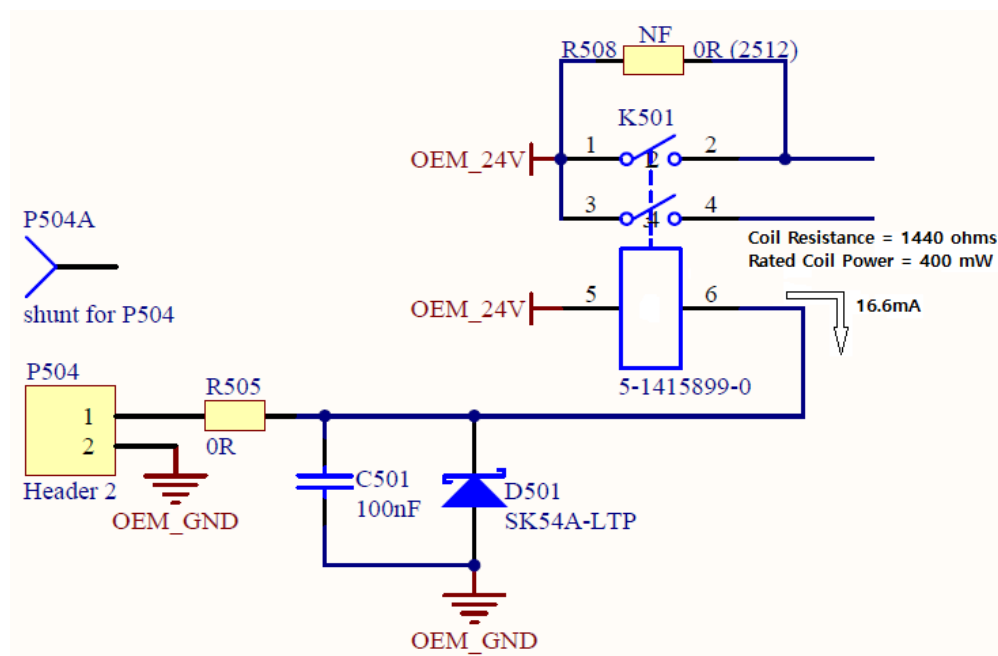 NF
R508
0R (2512)
K501
1
2
OEM_24V
2
3
4
4
P504A
Coil Resistance = 1440 ohms
Rated Coil Power = 400 mW
OEM_24V
5
6
16.6mA
shunt for P504
P504
R505
5-1415899-0
1
2
0R
C501
100nF
D501
SK54A-LTP
Header 2
OEM_GND
OEM_GND